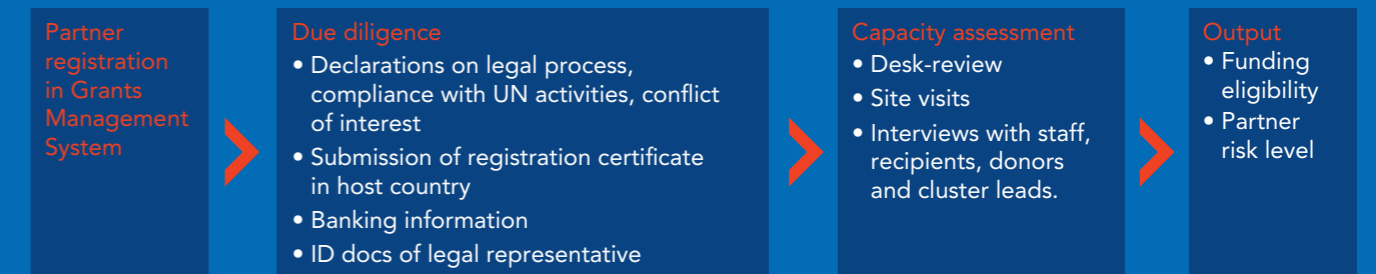 Partner
registration
in Grants
Management
System
Due diligence
• Declarations on legal process,
compliance with UN activities, conflict
of interest
• Submission of registration certificate
in host country
• Banking information
• ID docs of legal representative
Capacity assessment
• Desk-review
• Site visits
• Interviews with staff,
recipients, donors
and cluster leads.
Output
• Funding
eligibility
• Partner
risk level